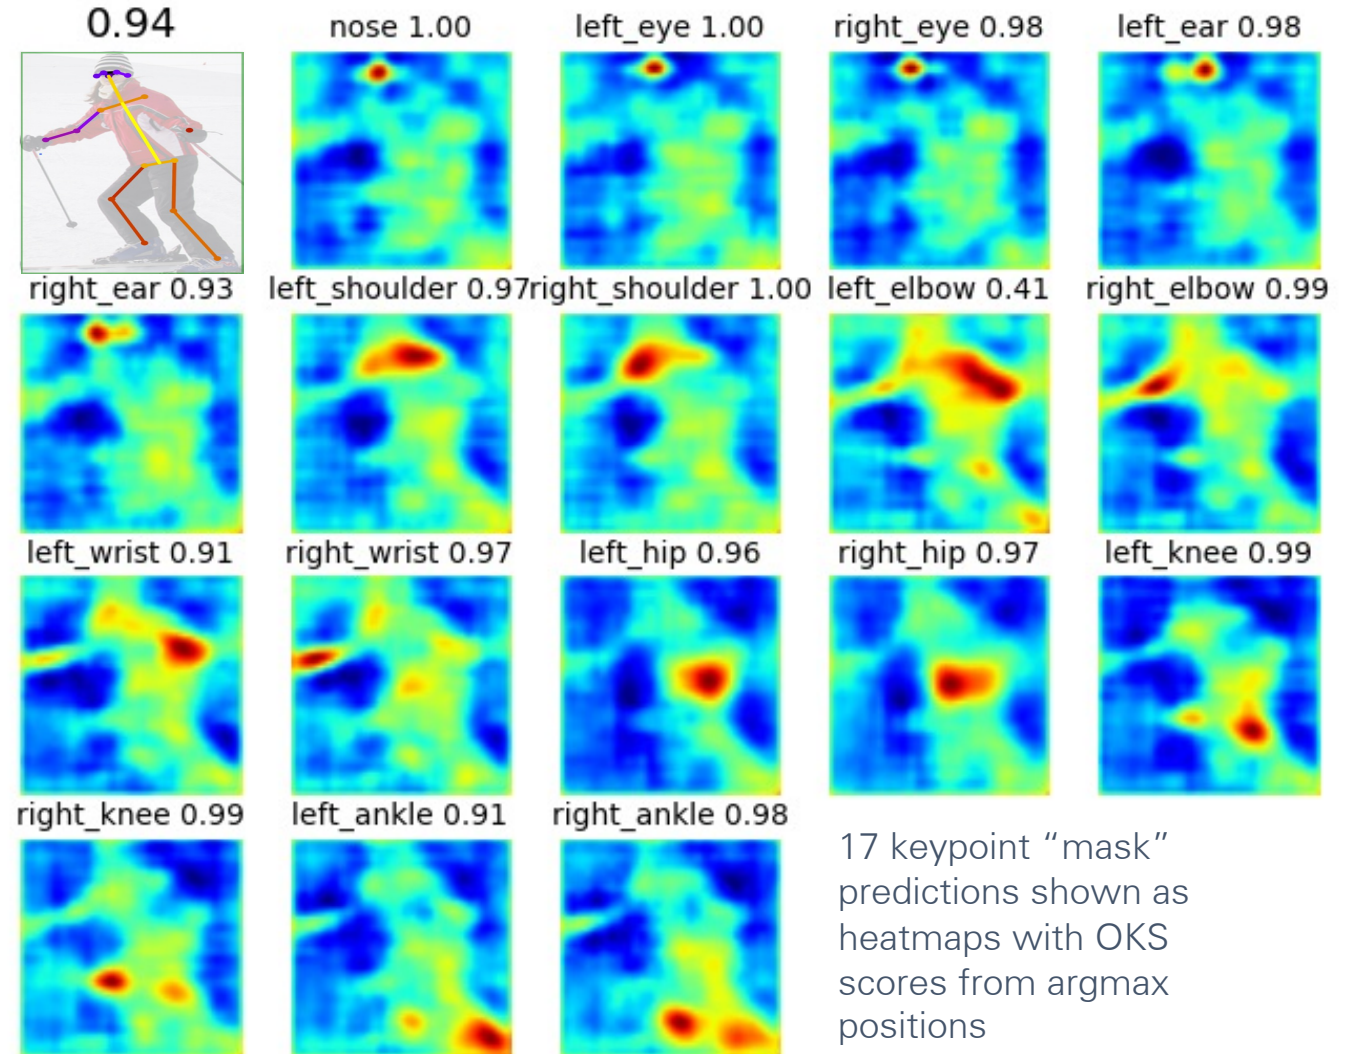 0.94
nose 1.00
left_eye 1.00
right_eye 0.98
left_ear 0.98
right_ear 0.93
left_shoulder 0.97
right_shoulder 1.00
left_elbow 0.41
right_elbow 0.99
left_wrist 0.91
right_wrist 0.97
left_hip 0.96
right_hip 0.97
left_knee 0.99
right_knee 0.99
left_ankle 0.91
right_ankle 0.98
17 keypoint “mask”
predictions shown as
heatmaps with OKS
scores from argmax
positions